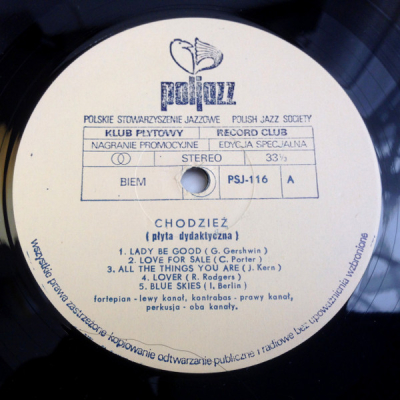 poljazz
POLSKIE STOWARZYSZENIE JAZZOWE POLISH JAZZ SOCIETY
KLUB PŁYTOWY RECORD CLUB
NAGRANIE PROMOCYJNE EDYCJA SPECJALNA
STEREO 33⅓
BIEM PSJ-116 A
CHODZIEŻ
(płyta dydaktyczna)
1. LADY BE GOOD (G. Gershwin)
2. LOVE FOR SALE (C. Porter)
3. ALL THE THINGS YOU ARE (J. Kern)
4. LOVER (R. Rodgers)
5. BLUE SKIES (I. Berlin)
fortepian - lewy kanał, kontrabas - prawy kanał,
perkusja - oba kanały.
wszystkie prawa zastrzeżone-kopiowanie odtwarzanie publiczne i radiowe bez upoważnienia wzbronione